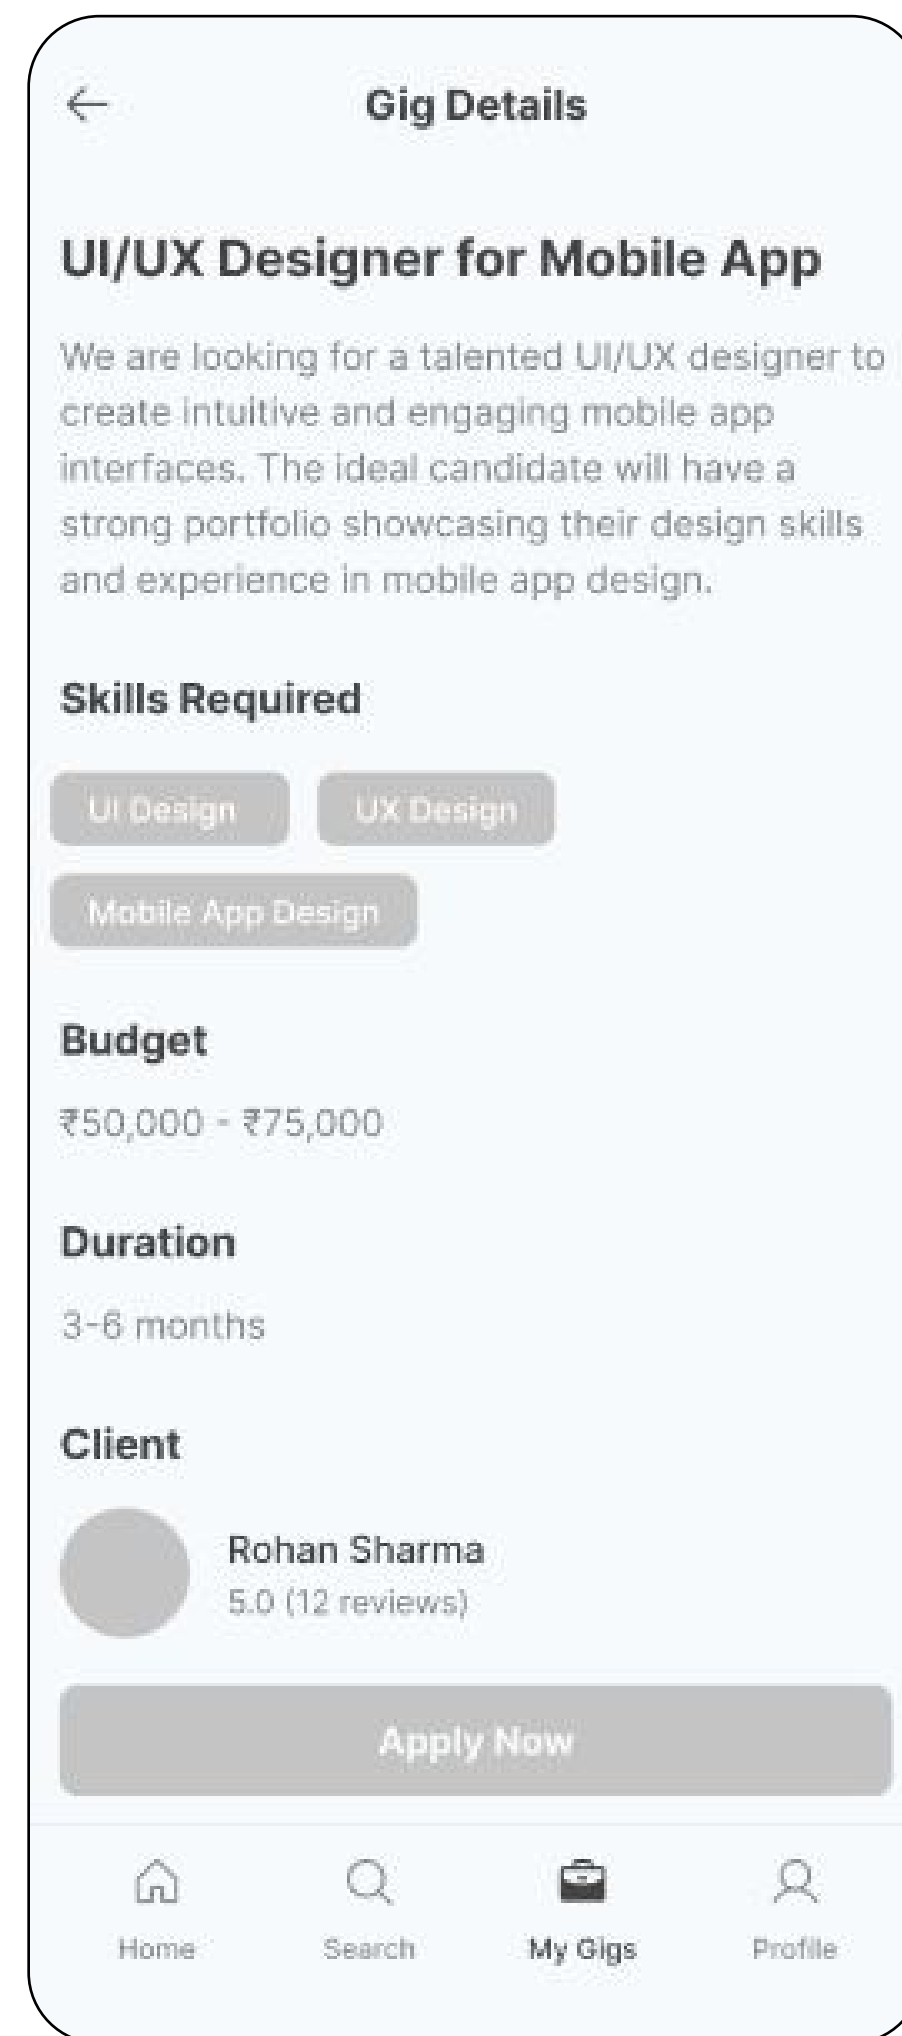 Gig Details
UI/UX Designer for Mobile App
We are looking for a talented UI/UX designer to
create intuitive and engaging mobile app
interfaces. The ideal candidate will have a
strong portfolio showcasing their design skills
and experience in mobile app design.
Skills Required
UI Design
UX Design
Mobile App Design
Budget
₹50,000 - ₹75,000
Duration
3-6 months
Client
Rohan Sharma
5.0 (12 reviews)
Apply Now
Home
Search
My Gigs
Profile